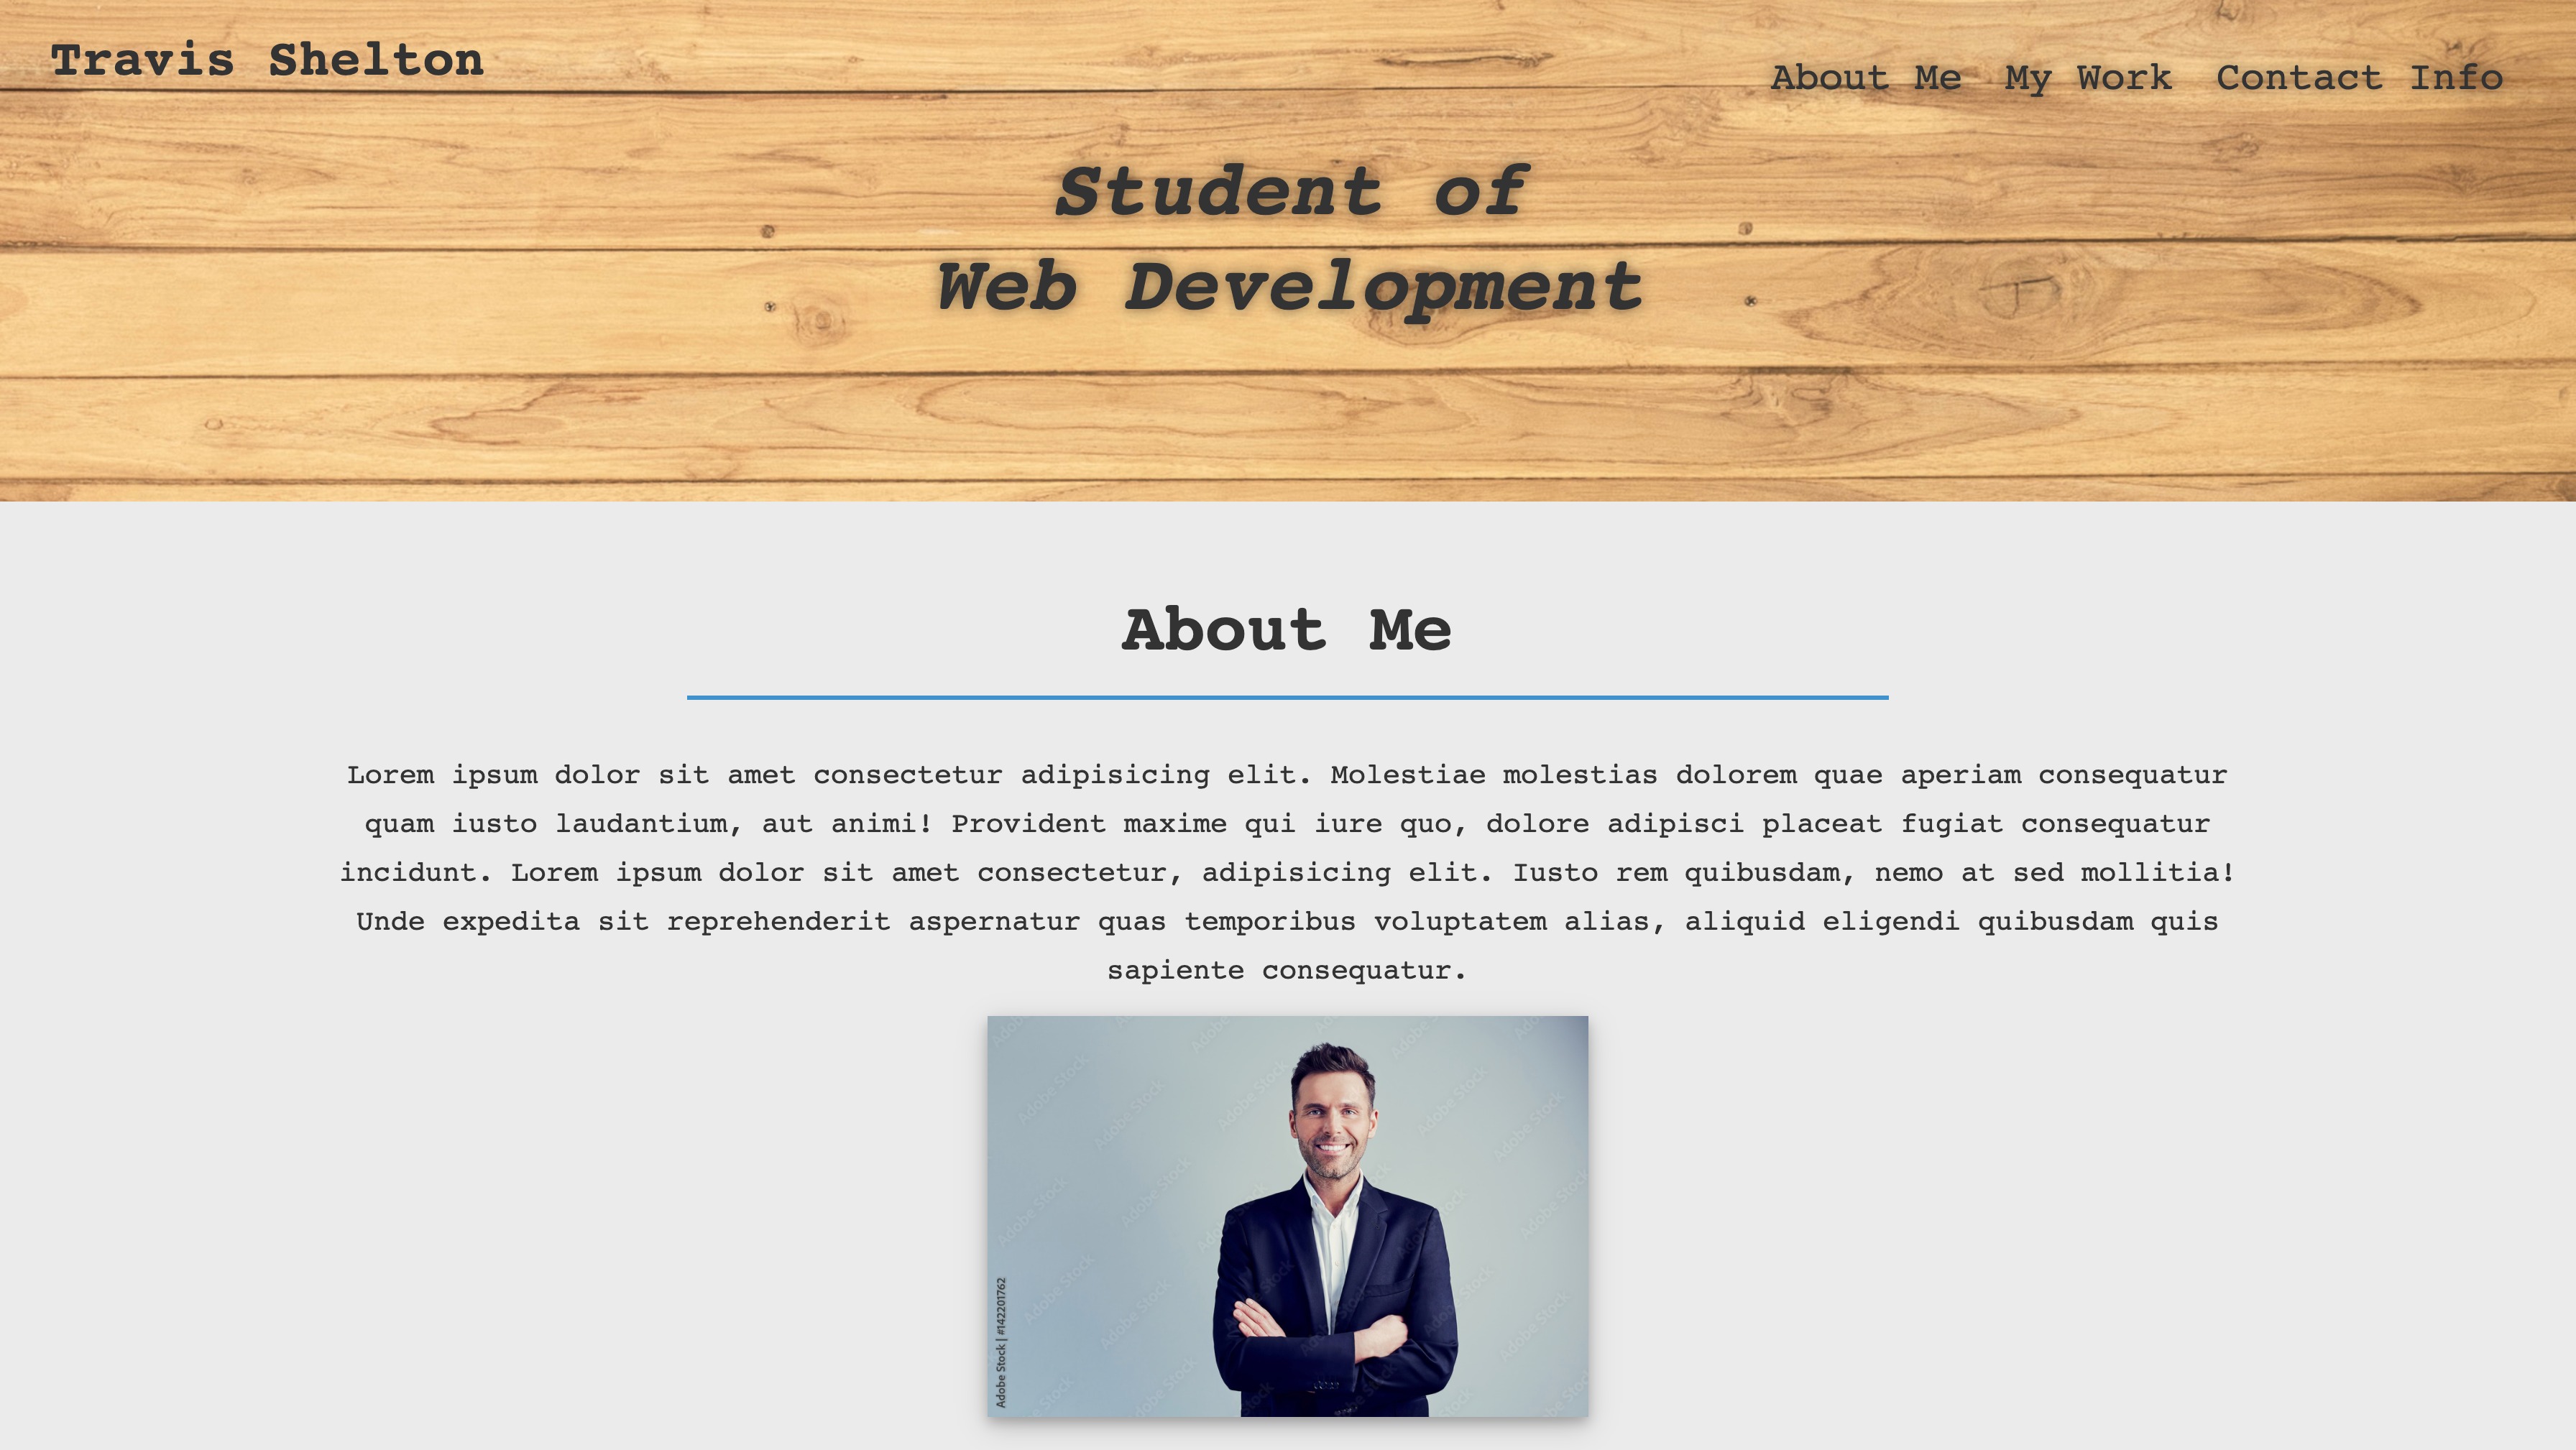 Travis Shelton
About Me My Work Contact Info
Student of
Web Development
About Me
Lorem ipsum dolor sit amet consectetur adipisicing elit. Molestiae molestias dolorem quae aperiam consequatur
quam iusto laudantium, aut animi! Provident maxime qui iure quo, dolore adipisci placeat fugiat consequatur
incidunt. Lorem ipsum dolor sit amet consectetur, adipisicing elit. Iusto rem quibusdam, nemo at sed mollitia!
Unde expedita sit reprehenderit aspernatur quas temporibus voluptatem alias, aliquid eligendi quibusdam quis
sapiente consequatur.
Adobe Stock | #142201762